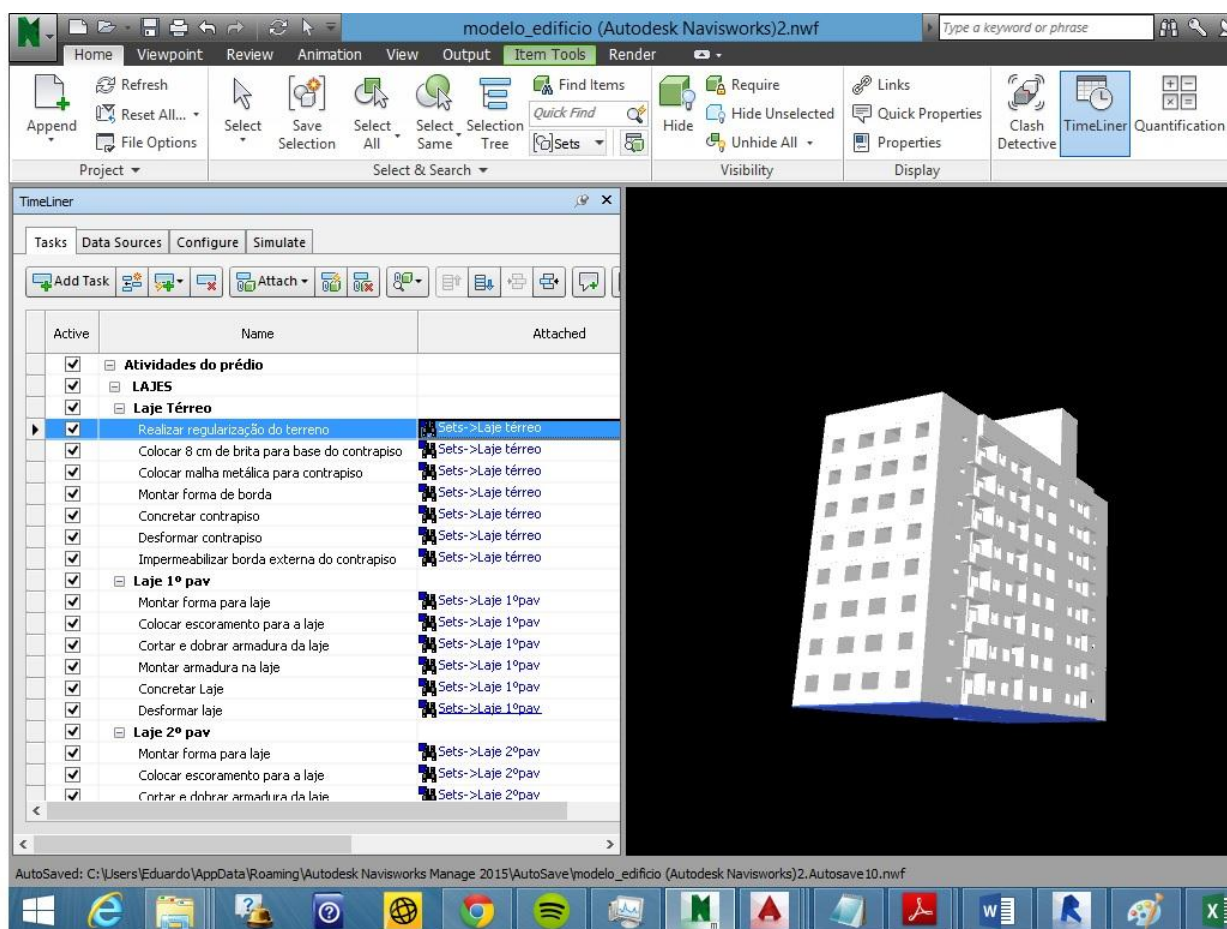 modelo_edificio (Autodesk Navisworks)2.nwf
Type a keyword or phrase
Home Viewpoint Review Animation View Output Item Tools Render
Append
Refresh
Reset All...
File Options
Project
Select
Save Selection
Select All
Select Same
Selection Tree
Find Items
Quick Find
Sets
Select & Search
Hide
Require
Hide Unselected
Unhide All
Visibility
Links
Quick Properties
Properties
Display
Clash Detective
TimeLiner
Quantification
TimeLiner
Tasks Data Sources Configure Simulate
Add Task Attach
Active Name Attached
Atividades do prédio
LAJES
Laje Térreo
Realizar regularização do terreno Sets->Laje térreo
Colocar 8 cm de brita para base do contrapiso Sets->Laje térreo
Colocar malha metálica para contrapiso Sets->Laje térreo
Montar forma de borda Sets->Laje térreo
Concretar contrapiso Sets->Laje térreo
Desformar contrapiso Sets->Laje térreo
Impermeabilizar borda externa do contrapiso Sets->Laje térreo
Laje 1º pav
Montar forma para laje Sets->Laje 1ºpav
Colocar escoramento para a laje Sets->Laje 1ºpav
Cortar e dobrar armadura da laje Sets->Laje 1ºpav
Montar armadura na laje Sets->Laje 1ºpav
Concretar Laje Sets->Laje 1ºpav
Desformar laje Sets->Laje 1ºpav
Laje 2º pav
Montar forma para laje Sets->Laje 2ºpav
Colocar escoramento para a laje Sets->Laje 2ºpav
Cortar e dobrar armadura da laje Sets->Laje 2ºpav
AutoSaved: C:\Users\Eduardo\AppData\Roaming\Autodesk Navisworks Manage 2015\AutoSave\modelo_edificio (Autodesk Navisworks)2.Autosave10.nwf